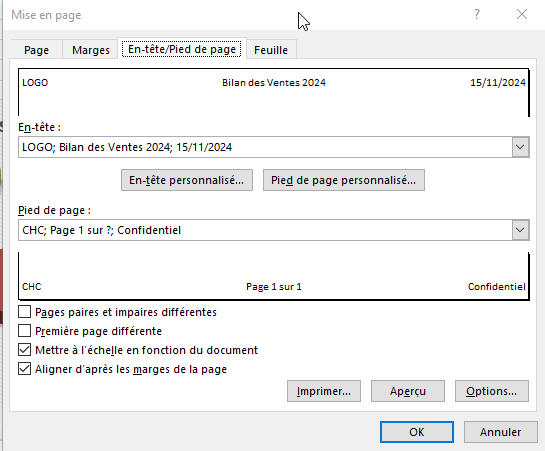 Mise en page ? ×
Page Marges En-tête/Pied de page Feuille
LOGO Bilan des Ventes 2024 15/11/2024
En-tête :
LOGO; Bilan des Ventes 2024; 15/11/2024
En-tête personnalisé... Pied de page personnalisé...
Pied de page :
CHC; Page 1 sur ?; Confidentiel
CHC Page 1 sur 1 Confidentiel
Pages paires et impaires différentes
Première page différente
Mettre à l'échelle en fonction du document
Aligner d'après les marges de la page
Imprimer... Aperçu Options...
OK Annuler